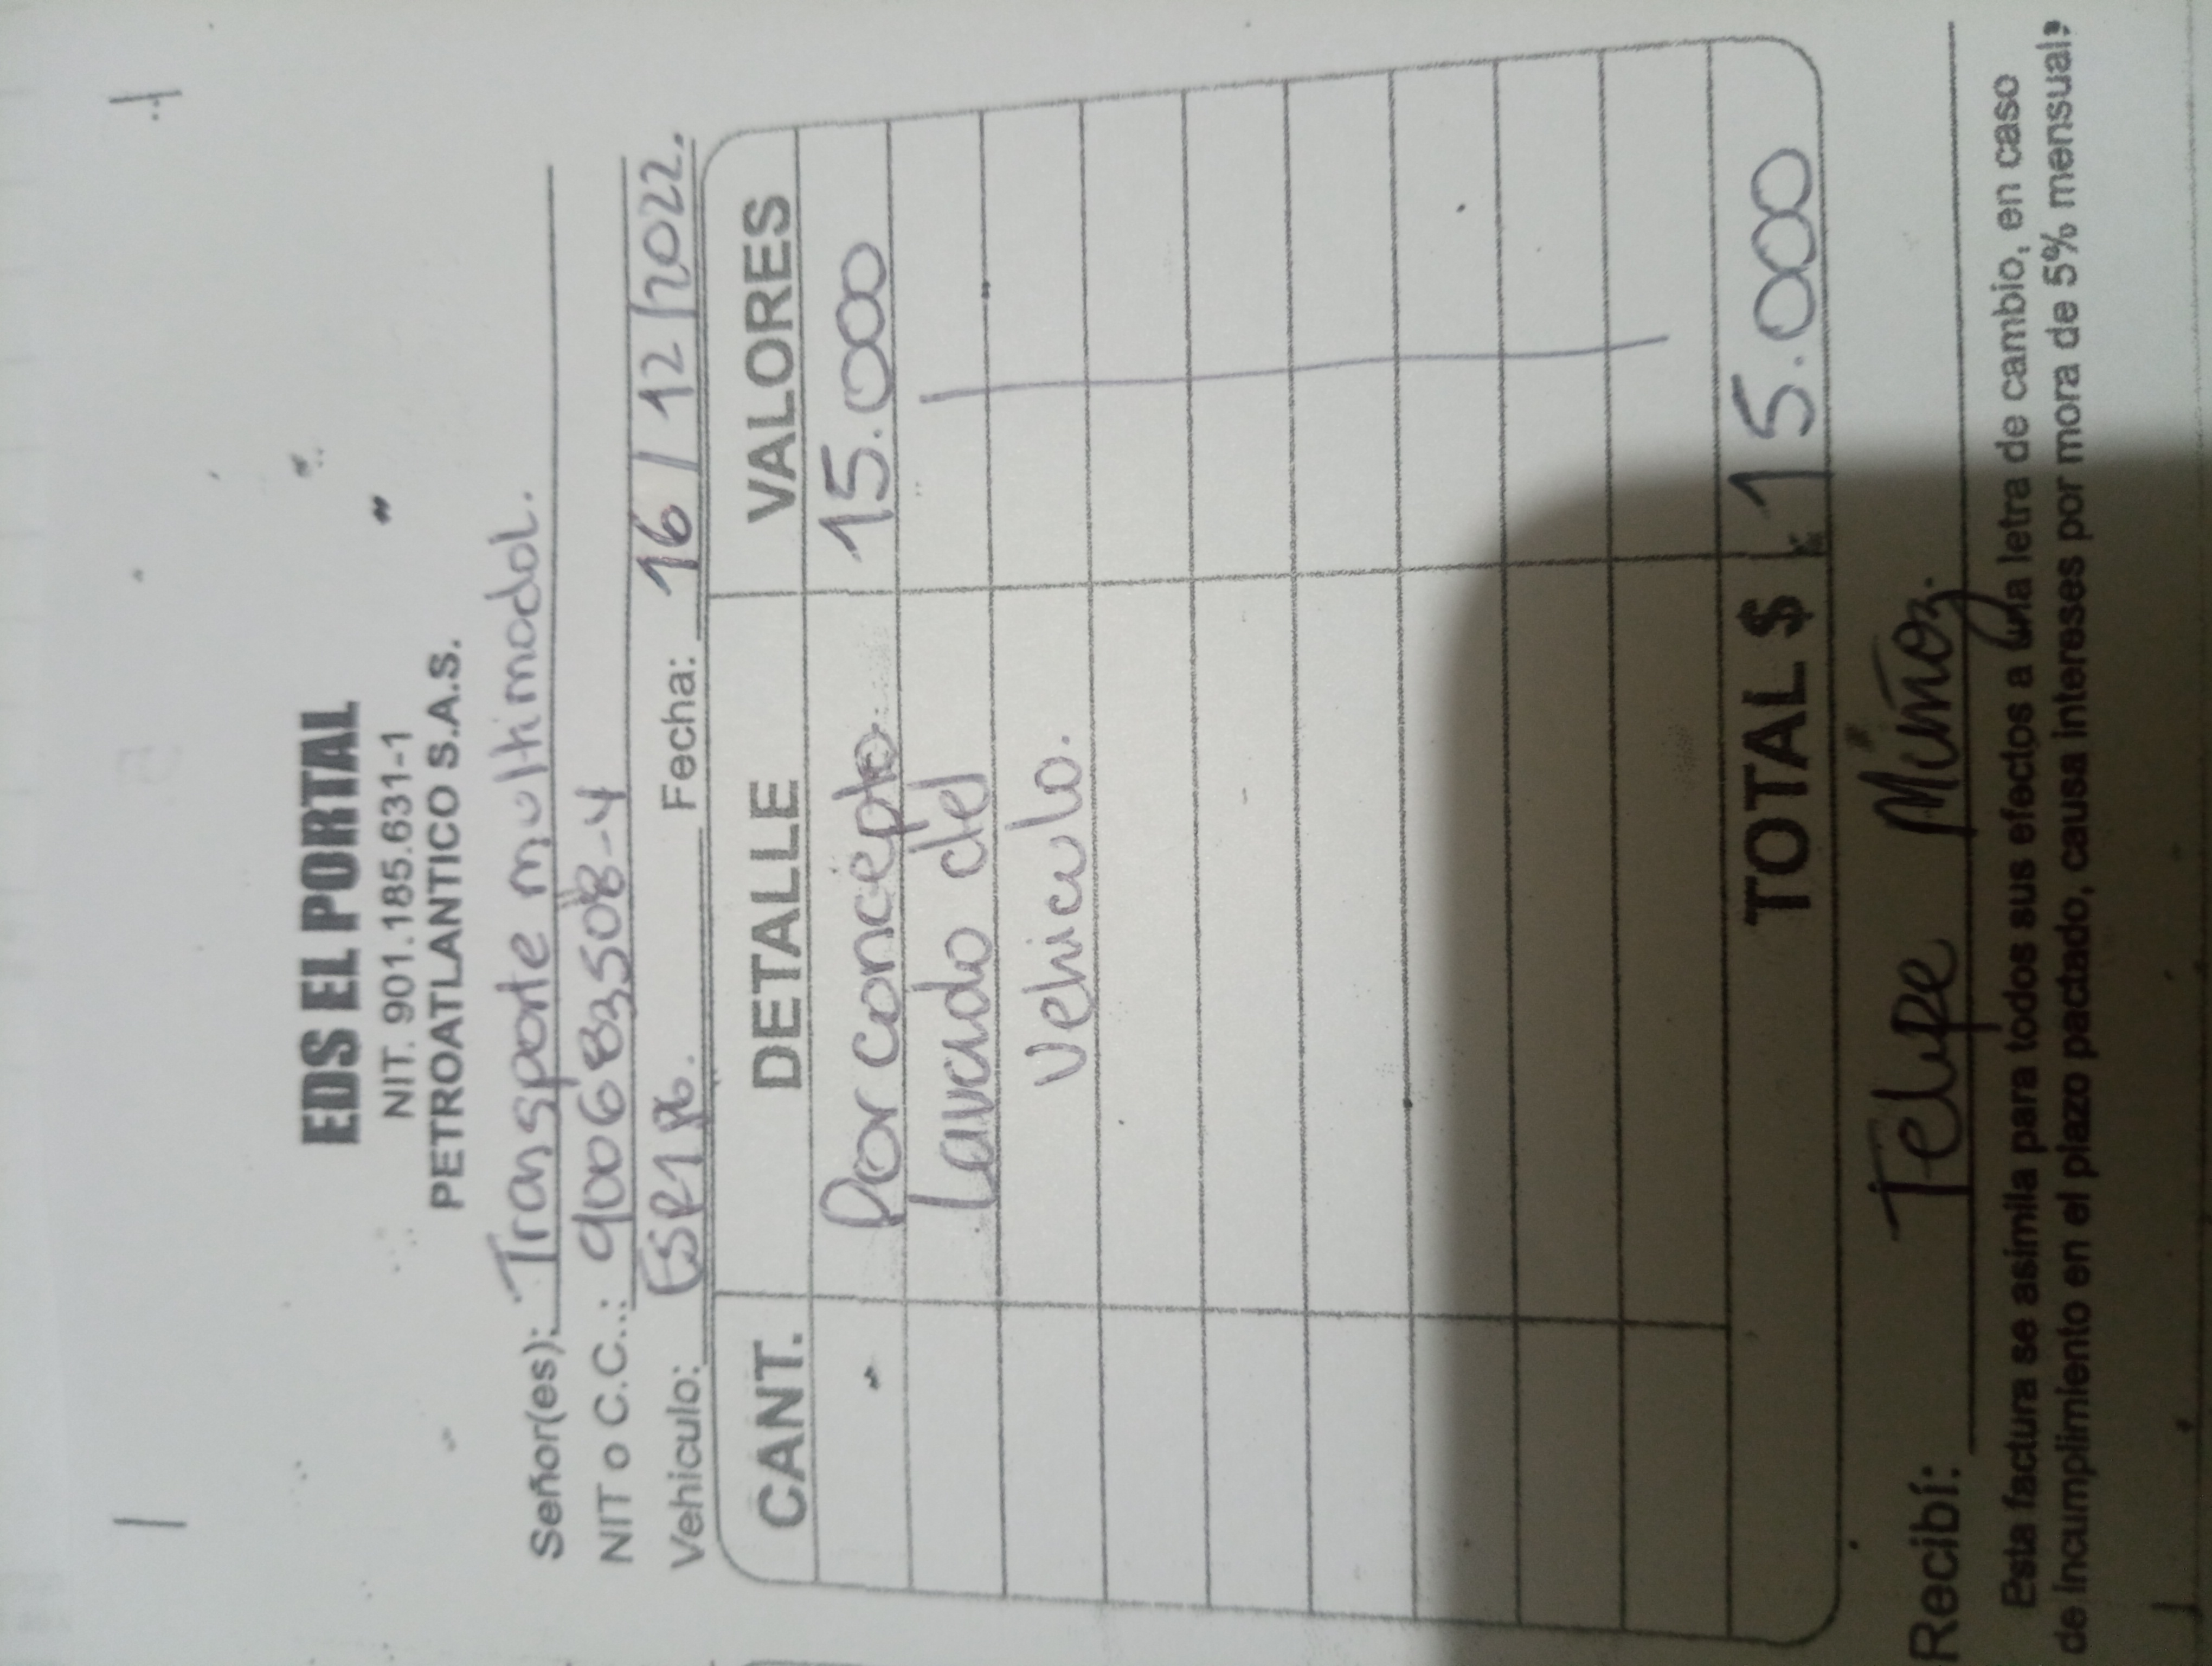 EDS EL PORTAL
NIT. 901.185.631-1
PETROATLANTICO S.A.S.
Señor(es): Transporte multimodal.
NIT o C.C.: 900683508-4
Vehiculo: Fecha: 16/12/2022.
CANT. DETALLE VALORES
Por concepto 15.000
Lavado del
Vehiculo.
TOTAL $ 15.000
Recibí: Felipe Muñoz.
Esta factura se asimila para todos sus efectos a una letra de cambio, en caso
de incumplimiento en el plazo pactado, causa intereses por mora de 5% mensual